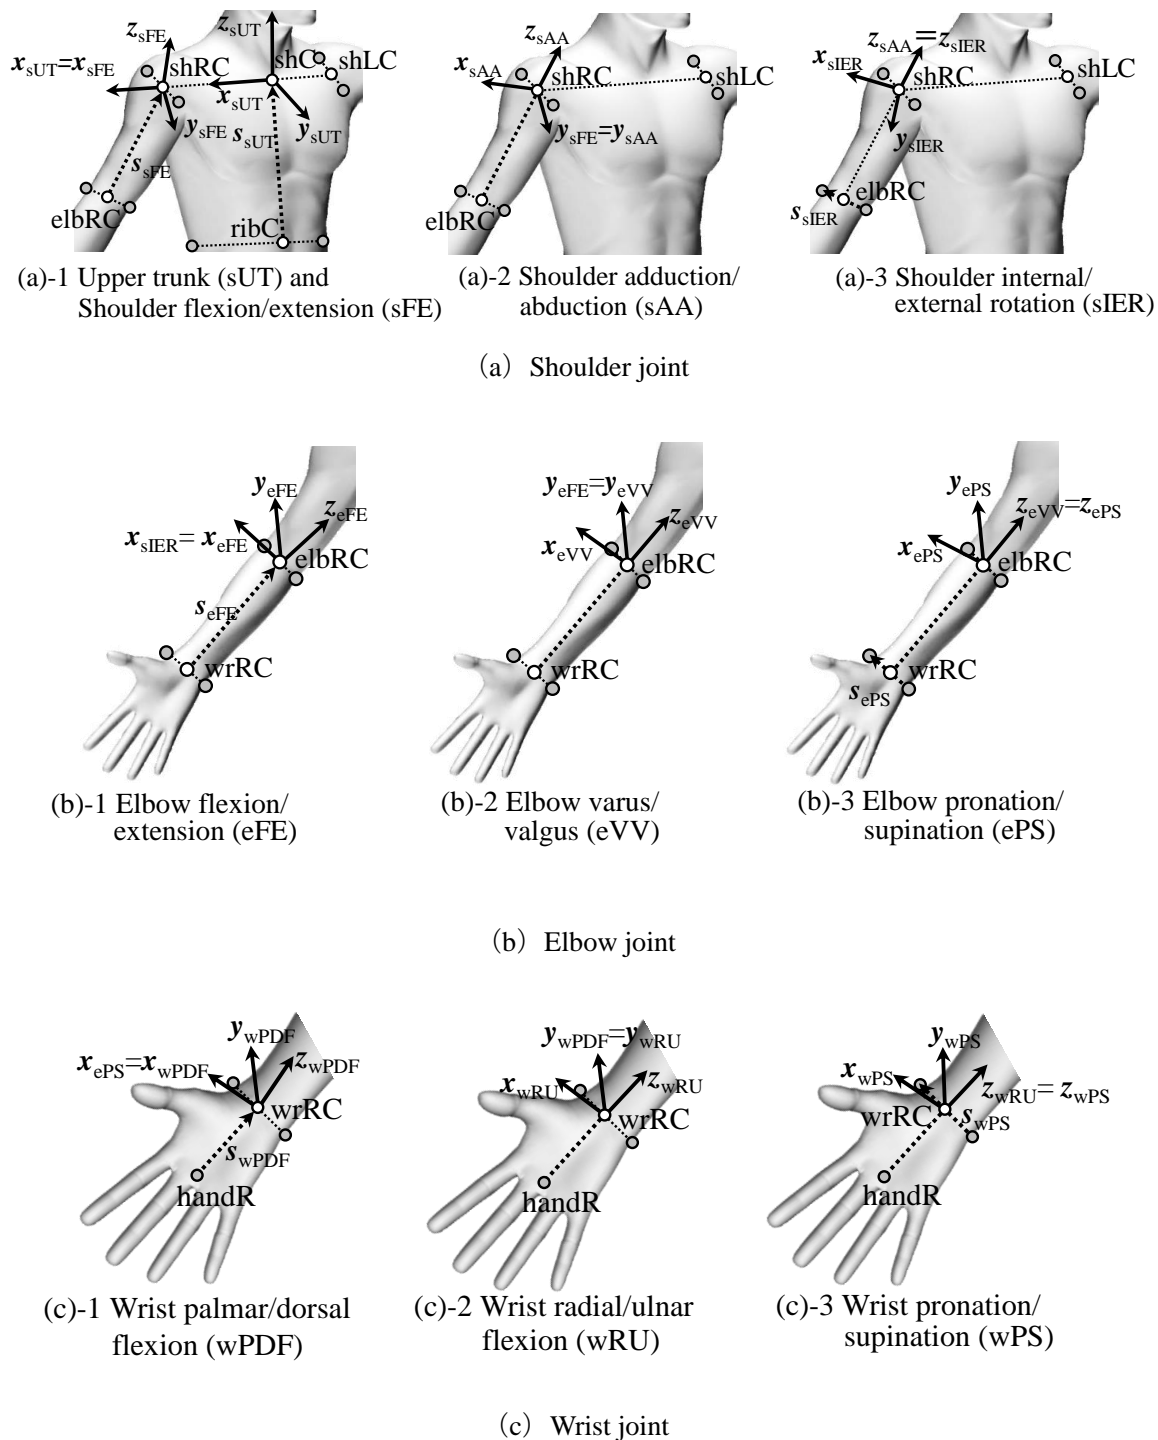 z_sFE z_sUT
x_sUT=x_sFE shRC shC shLC
x_sUT
y_sFE s_sUT y_sUT
s_sFE
elbRC
ribC
(a)-1 Upper trunk (sUT) and
Shoulder flexion/extension (sFE)
z_sAA
x_sAA shRC shLC
y_sFE=y_sAA
elbRC
(a)-2 Shoulder adduction/
abduction (sAA)
z_sAA=z_sIER
x_sIER shRC shLC
y_sIER
elbRC
s_sIER
(a)-3 Shoulder internal/
external rotation (sIER)
(a) Shoulder joint
y_eFE
z_eFE
x_sIER= x_eFE
elbRC
s_eFE
wrRC
(b)-1 Elbow flexion/
extension (eFE)
y_eFE=y_eVV
z_eVV
x_eVV
elbRC
wrRC
(b)-2 Elbow varus/
valgus (eVV)
y_ePS
z_eVV=z_ePS
x_ePS
elbRC
wrRC
s_ePS
(b)-3 Elbow pronation/
supination (ePS)
(b) Elbow joint
y_wPDF
x_ePS=x_wPDF z_wPDF
wrRC
s_wPDF
handR
(c)-1 Wrist palmar/dorsal
flexion (wPDF)
y_wPDF=y_wRU
x_wRU z_wRU
wrRC
handR
(c)-2 Wrist radial/ulnar
flexion (wRU)
y_wPS
x_wPS
z_wRU= z_wPS
wrRC s_wPS
handR
(c)-3 Wrist pronation/
supination (wPS)
(c) Wrist joint